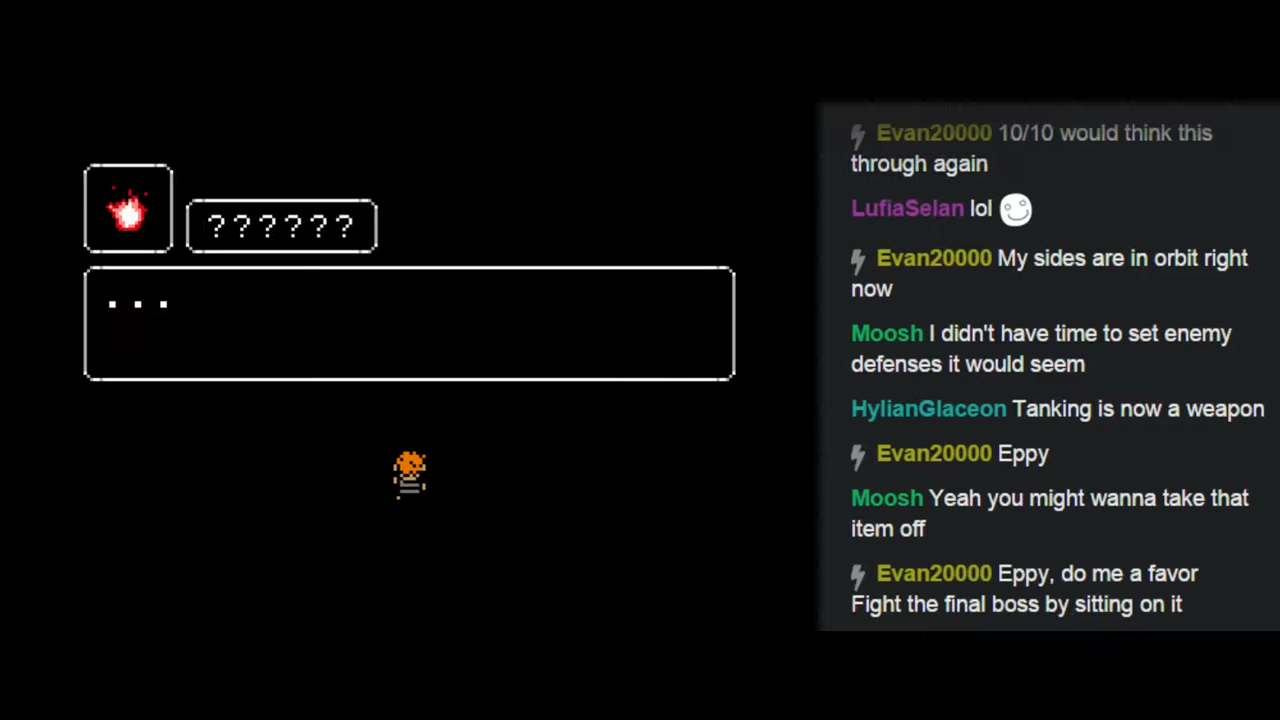 ??????
...
Evan20000 10/10 would think this
through again
LufiaSelan lol
Evan20000 My sides are in orbit right
now
Moosh I didn't have time to set enemy
defenses it would seem
HylianGlaceon Tanking is now a weapon
Evan20000 Eppy
Moosh Yeah you might wanna take that
item off
Evan20000 Eppy, do me a favor
Fight the final boss by sitting on it